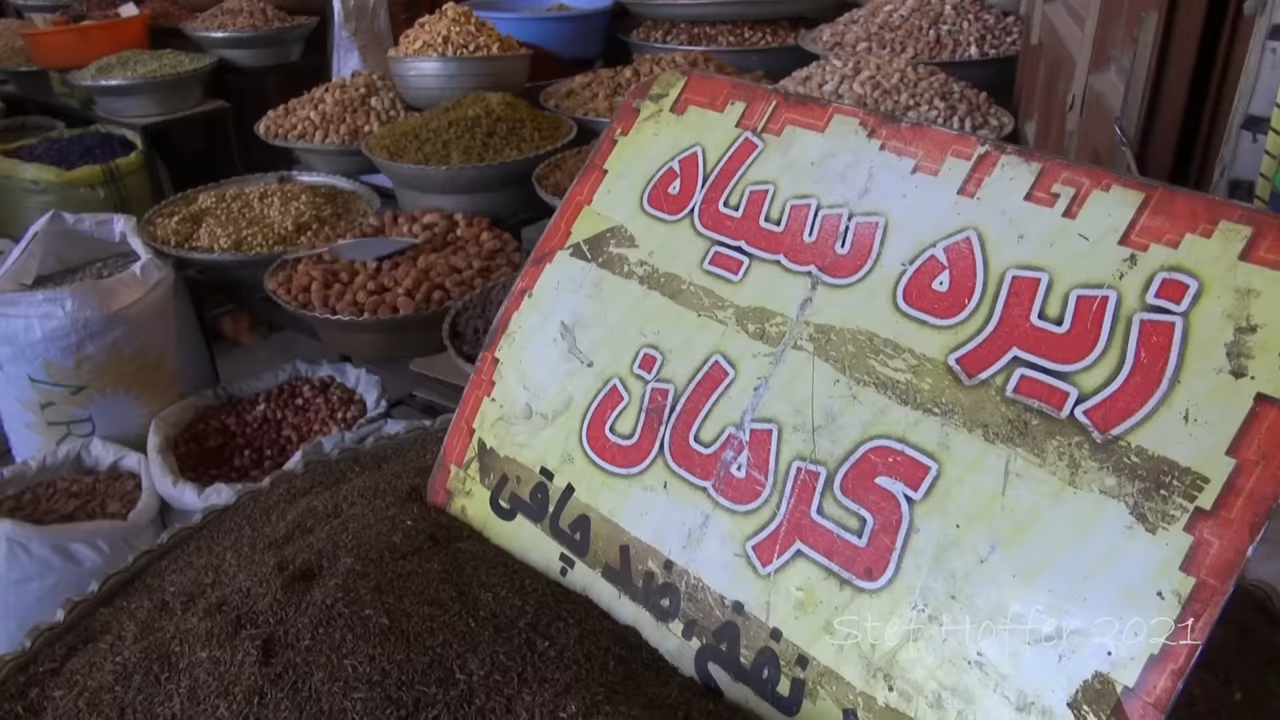 زیره سیاه
کرمان
نفخ.ضد چاقی
Stef Hoffer 2021